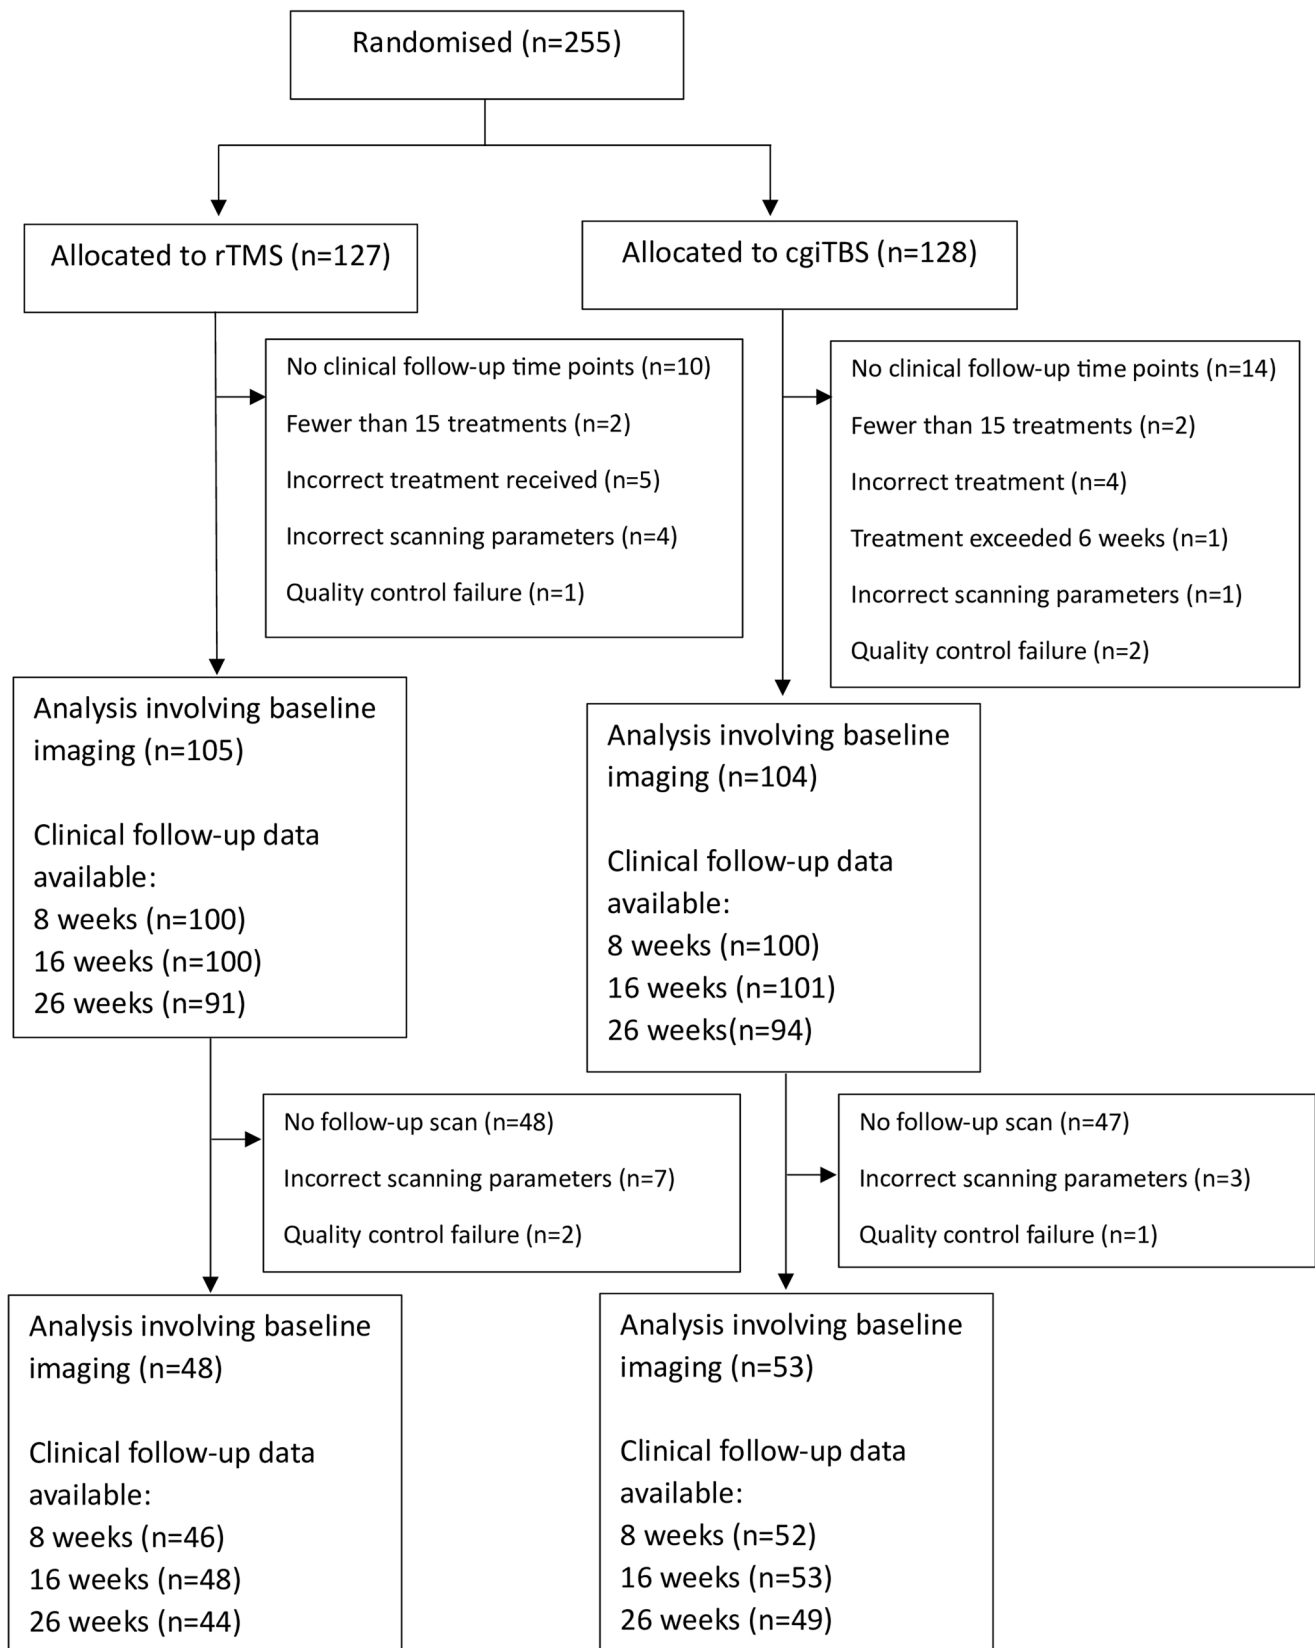 Randomised (n=255)
Allocated to rTMS (n=127)
Allocated to cgiTBS (n=128)
No clinical follow-up time points (n=10)
Fewer than 15 treatments (n=2)
Incorrect treatment received (n=5)
Incorrect scanning parameters (n=4)
Quality control failure (n=1)
No clinical follow-up time points (n=14)
Fewer than 15 treatments (n=2)
Incorrect treatment (n=4)
Treatment exceeded 6 weeks (n=1)
Incorrect scanning parameters (n=1)
Quality control failure (n=2)
Analysis involving baseline
imaging (n=105)
Clinical follow-up data
available:
8 weeks (n=100)
16 weeks (n=100)
26 weeks (n=91)
Analysis involving baseline
imaging (n=104)
Clinical follow-up data
available:
8 weeks (n=100)
16 weeks (n=101)
26 weeks(n=94)
No follow-up scan (n=48)
Incorrect scanning parameters (n=7)
Quality control failure (n=2)
No follow-up scan (n=47)
Incorrect scanning parameters (n=3)
Quality control failure (n=1)
Analysis involving baseline
imaging (n=48)
Clinical follow-up data
available:
8 weeks (n=46)
16 weeks (n=48)
26 weeks (n=44)
Analysis involving baseline
imaging (n=53)
Clinical follow-up data
available:
8 weeks (n=52)
16 weeks (n=53)
26 weeks (n=49)